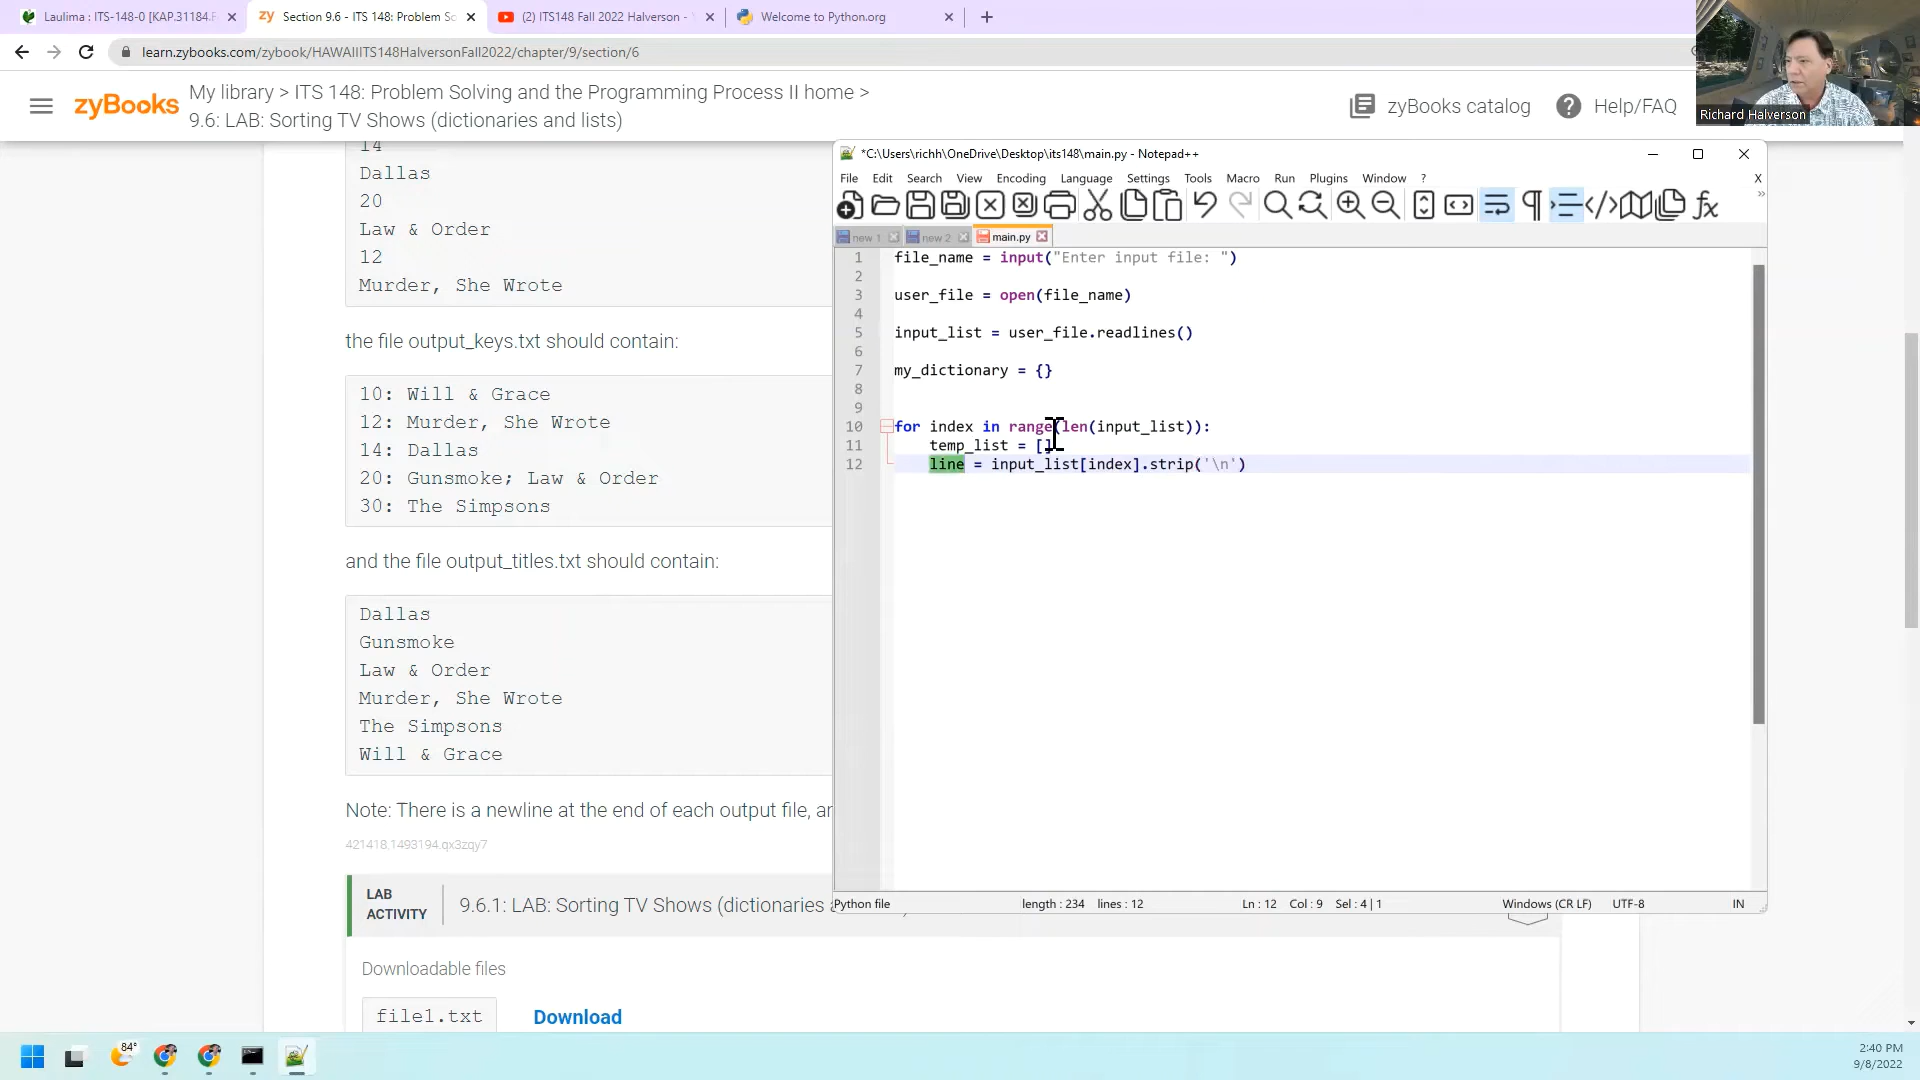 Laulima : ITS-148-0 [KAP.31184.F
Section 9.6 - ITS 148: Problem So
(2) ITS148 Fall 2022 Halverson -
Welcome to Python.org
learn.zybooks.com/zybook/HAWAIIITS148HalversonFall2022/chapter/9/section/6
zyBooks
My library > ITS 148: Problem Solving and the Programming Process II home >
9.6: LAB: Sorting TV Shows (dictionaries and lists)
zyBooks catalog
Help/FAQ
Richard Halverson
14
Dallas
20
Law & Order
12
Murder, She Wrote
the file output_keys.txt should contain:
10: Will & Grace
12: Murder, She Wrote
14: Dallas
20: Gunsmoke; Law & Order
30: The Simpsons
and the file output_titles.txt should contain:
Dallas
Gunsmoke
Law & Order
Murder, She Wrote
The Simpsons
Will & Grace
Note: There is a newline at the end of each output file, ar
421418.1493194.qx3zqy7
LAB
ACTIVITY
9.6.1: LAB: Sorting TV Shows (dictionaries
Downloadable files
file1.txt
Download
*C:\Users\richh\OneDrive\Desktop\its148\main.py - Notepad++
File Edit Search View Encoding Language Settings Tools Macro Run Plugins Window ? X
new 1
new 2
main.py
1 file_name = input("Enter input file: ")
2
3 user_file = open(file_name)
4
5 input_list = user_file.readlines()
6
7 my_dictionary = {}
8
9
10 for index in range(len(input_list)):
11 temp_list = []
12 line = input_list[index].strip('\n')
Python file
length : 234 lines : 12
Ln : 12 Col : 9 Sel : 4 | 1
Windows (CR LF)
UTF-8
IN
84°
2:40 PM
9/8/2022